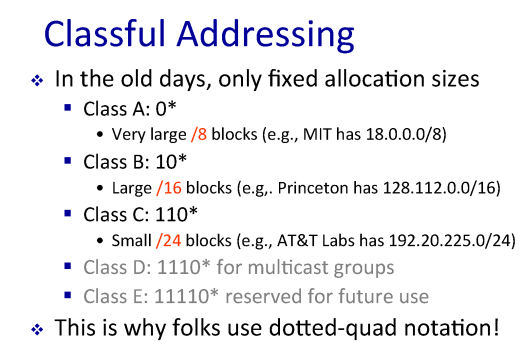 Classful Addressing
❖ In the old days, only fixed allocation sizes
▪ Class A: 0*
• Very large /8 blocks (e.g., MIT has 18.0.0.0/8)
▪ Class B: 10*
• Large /16 blocks (e,g,. Princeton has 128.112.0.0/16)
▪ Class C: 110*
• Small /24 blocks (e.g., AT&T Labs has 192.20.225.0/24)
▪ Class D: 1110* for multicast groups
▪ Class E: 11110* reserved for future use
❖ This is why folks use dotted-quad notation!